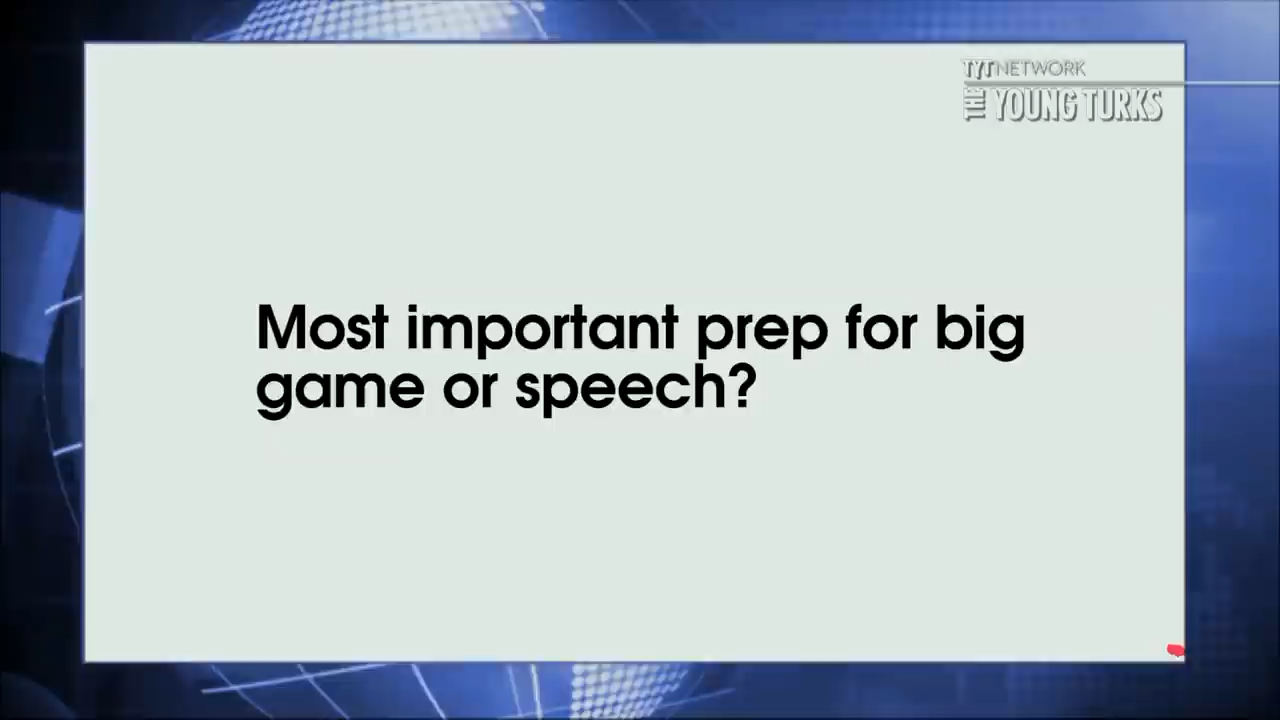 TYT NETWORK
THE YOUNG TURKS
Most important prep for big
game or speech?